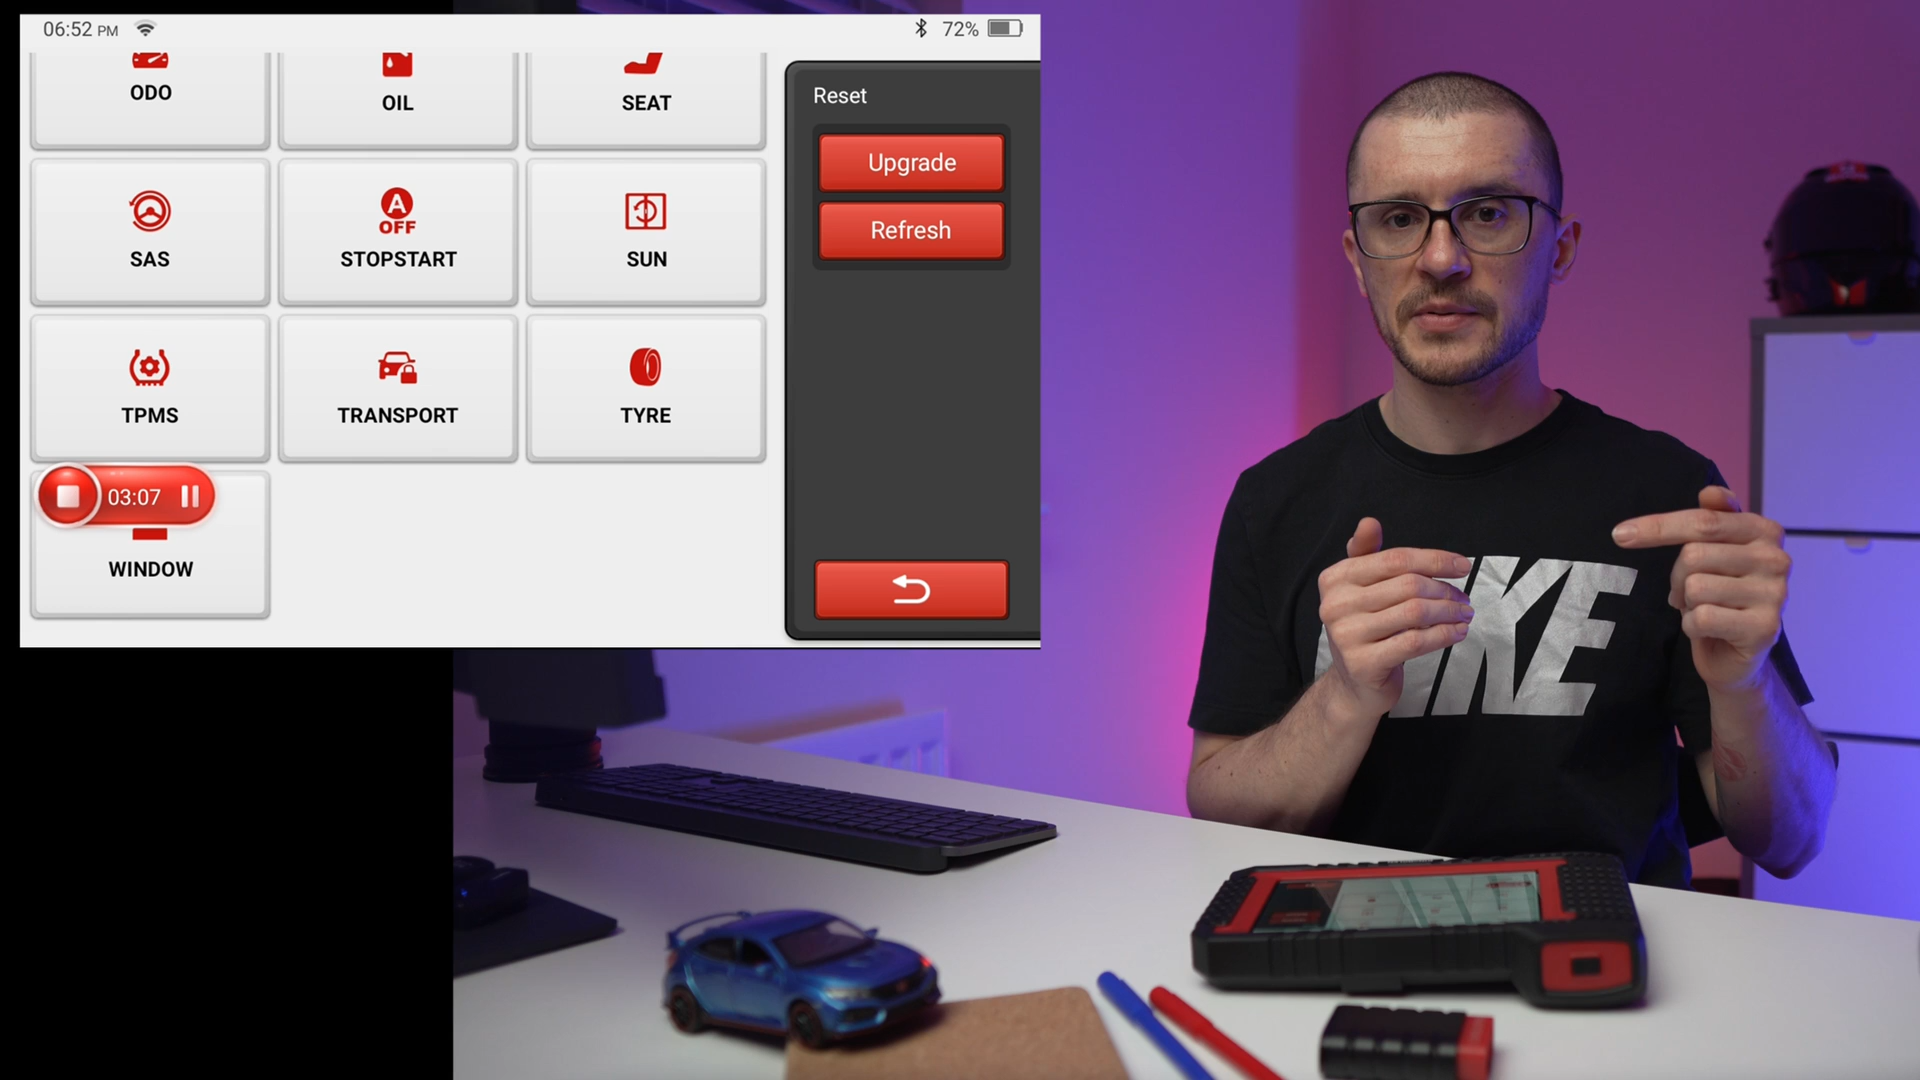 06:52 PM
72%
ODO
OIL
SEAT
Reset
Upgrade
Refresh
A
OFF
SAS
STOPSTART
SUN
TPMS
TRANSPORT
TYRE
03:07
WINDOW
NIKE